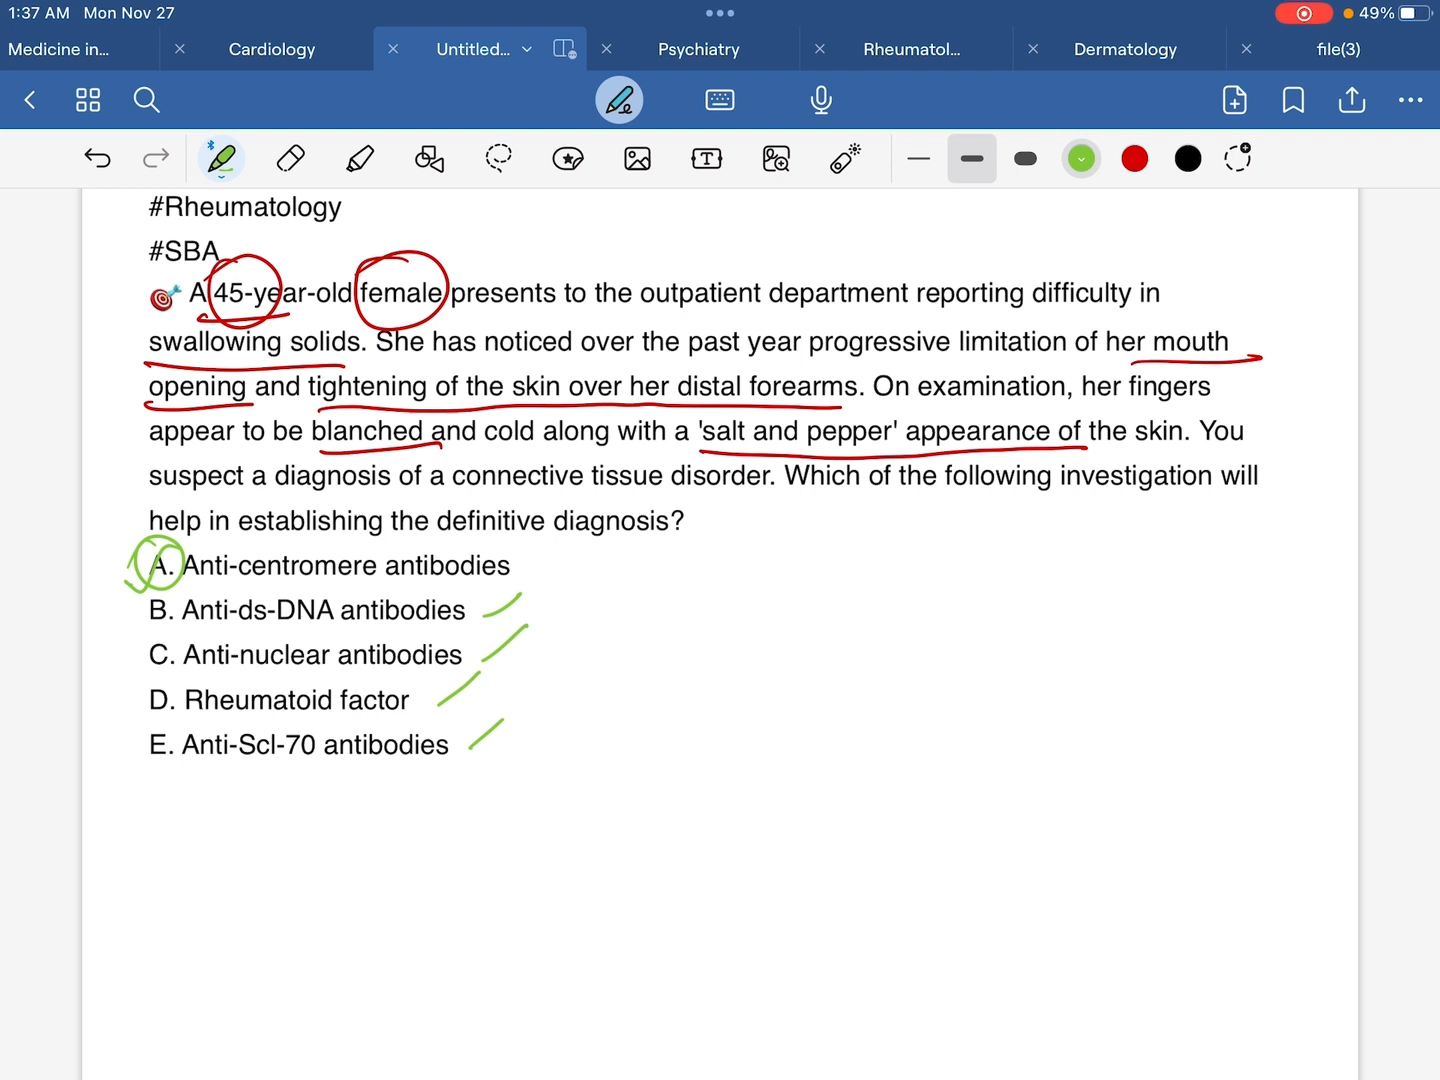 1:37 AM Mon Nov 27
49%
Medicine in...
Cardiology
Untitled...
Psychiatry
Rheumatol...
Dermatology
file(3)
#Rheumatology
#SBA
🎯 A 45-year-old female presents to the outpatient department reporting difficulty in
swallowing solids. She has noticed over the past year progressive limitation of her mouth
opening and tightening of the skin over her distal forearms. On examination, her fingers
appear to be blanched and cold along with a 'salt and pepper' appearance of the skin. You
suspect a diagnosis of a connective tissue disorder. Which of the following investigation will
help in establishing the definitive diagnosis?
A. Anti-centromere antibodies
B. Anti-ds-DNA antibodies
C. Anti-nuclear antibodies
D. Rheumatoid factor
E. Anti-Scl-70 antibodies